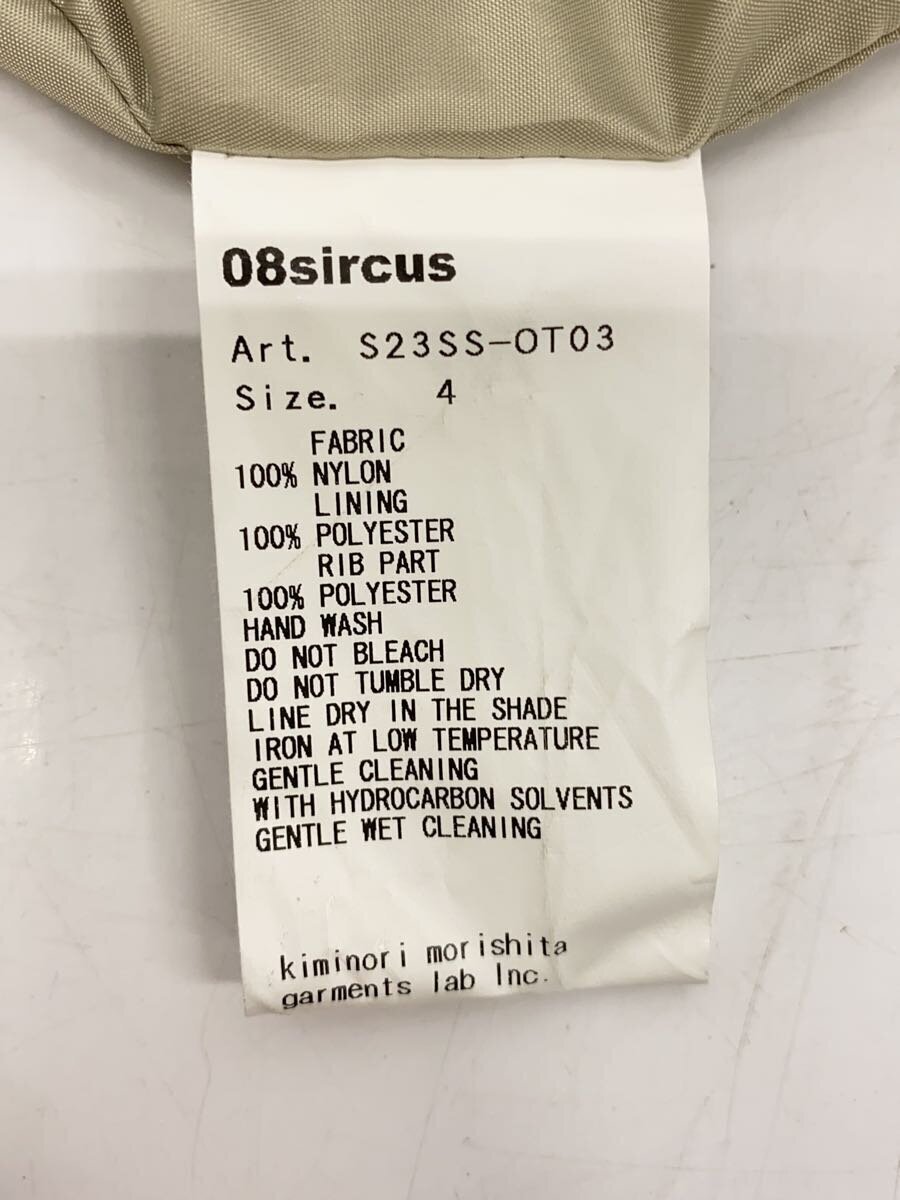 08sircus
Art. S23SS-OT03
Size. 4
FABRIC
100% NYLON
LINING
100% POLYESTER
RIB PART
100% POLYESTER
HAND WASH
DO NOT BLEACH
DO NOT TUMBLE DRY
LINE DRY IN THE SHADE
IRON AT LOW TEMPERATURE
GENTLE CLEANING
WITH HYDROCARBON SOLVENTS
GENTLE WET CLEANING
kiminori morishita
garments lab Inc.